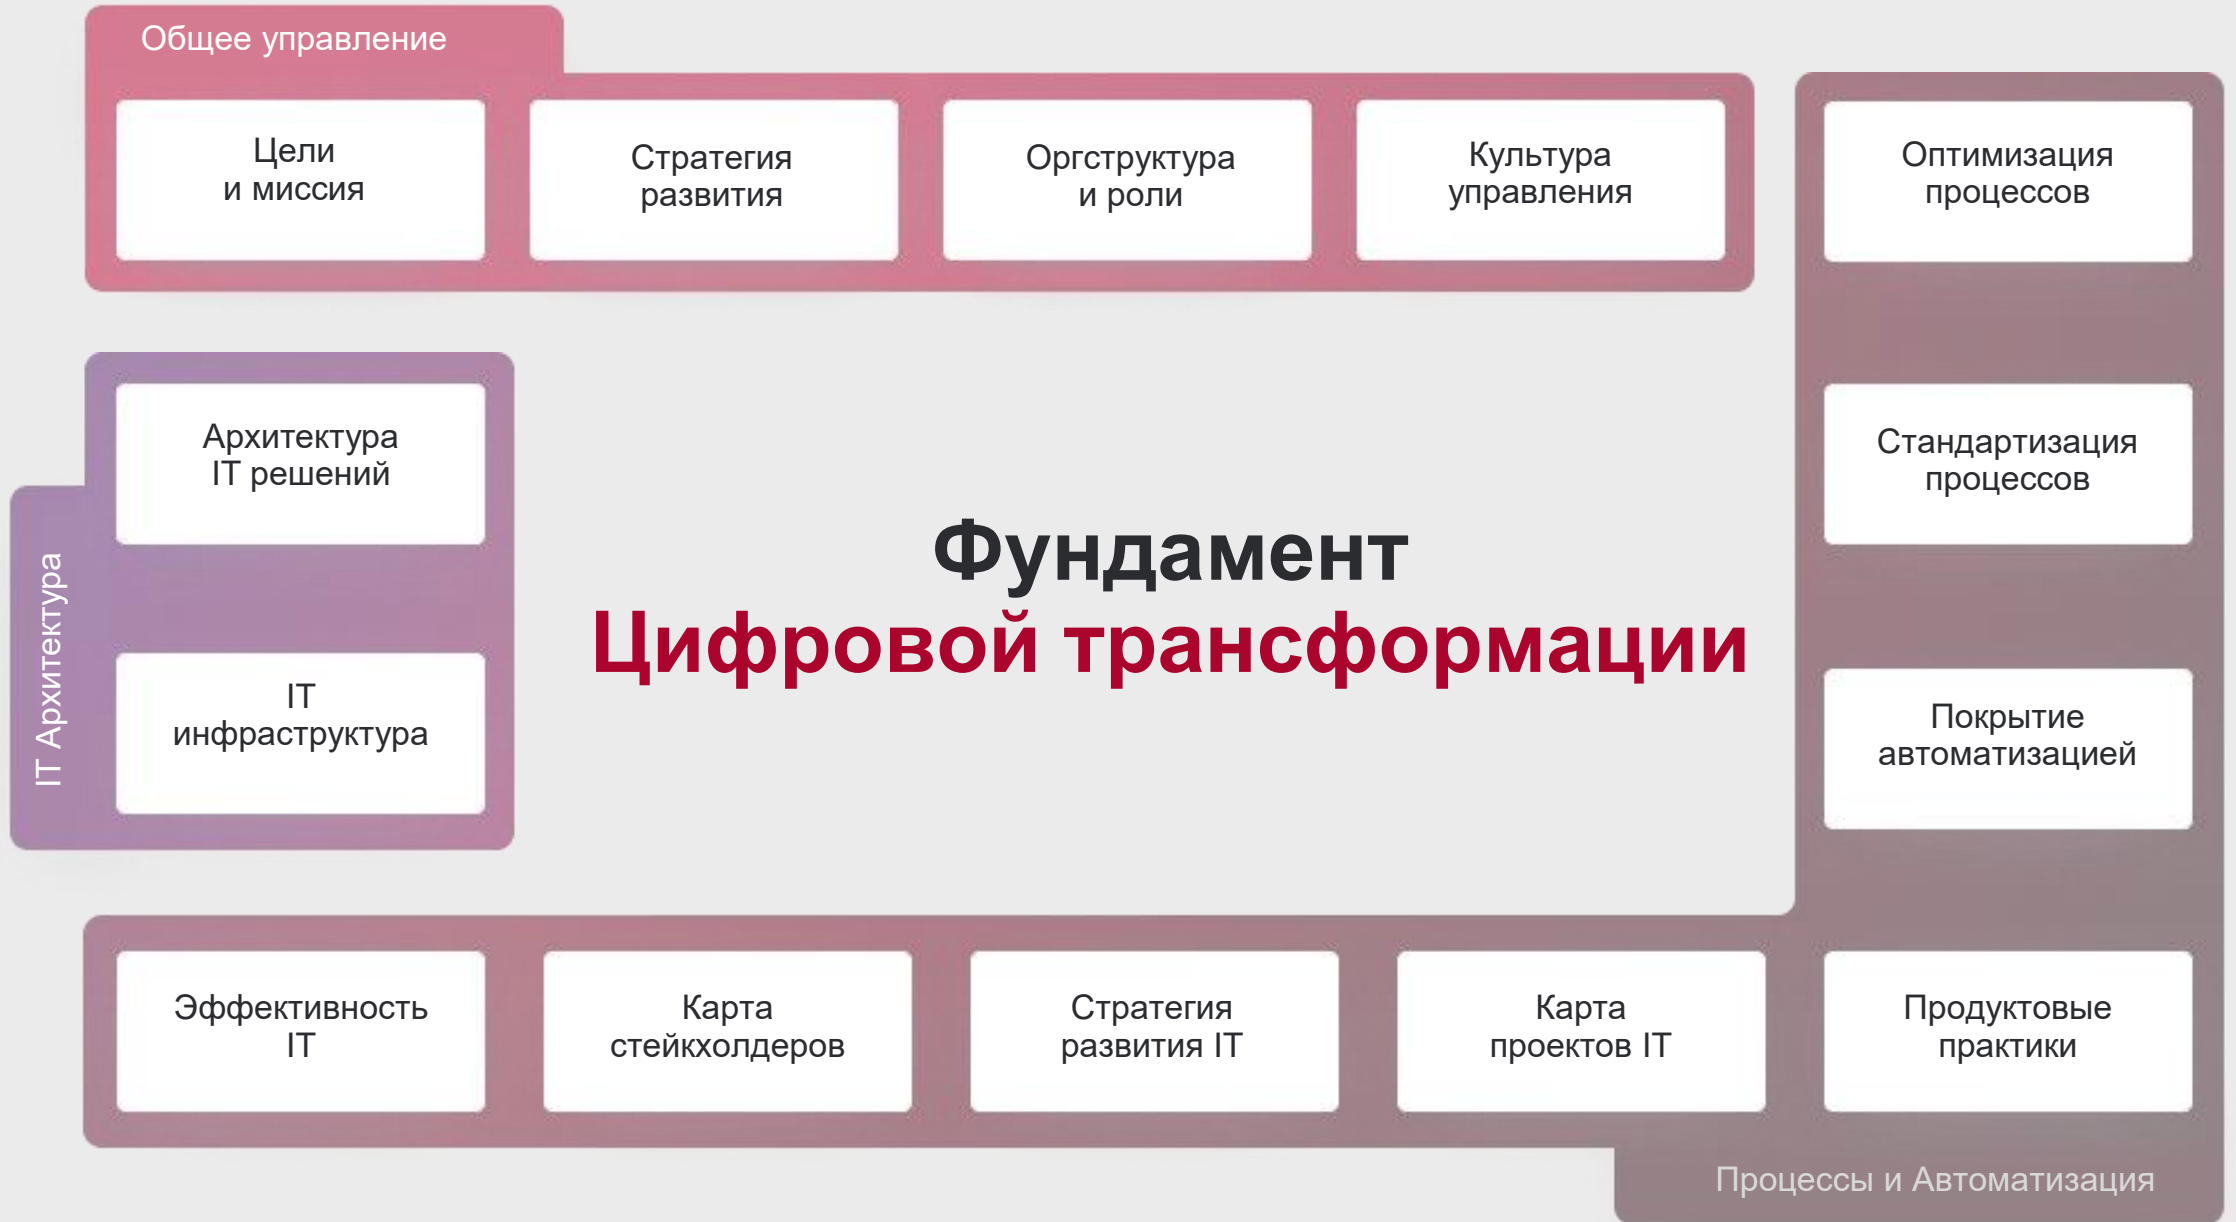 Общее управление
Цели
и миссия
Стратегия
развития
Оргструктура
и роли
Культура
управления
Оптимизация
процессов
Архитектура
IT решений
Стандартизация
процессов
IT Архитектура
Фундамент
Цифровой трансформации
IT
инфраструктура
Покрытие
автоматизацией
Эффективность
IT
Карта
стейкхолдеров
Стратегия
развития IT
Карта
проектов IT
Продуктовые
практики
Процессы и Автоматизация